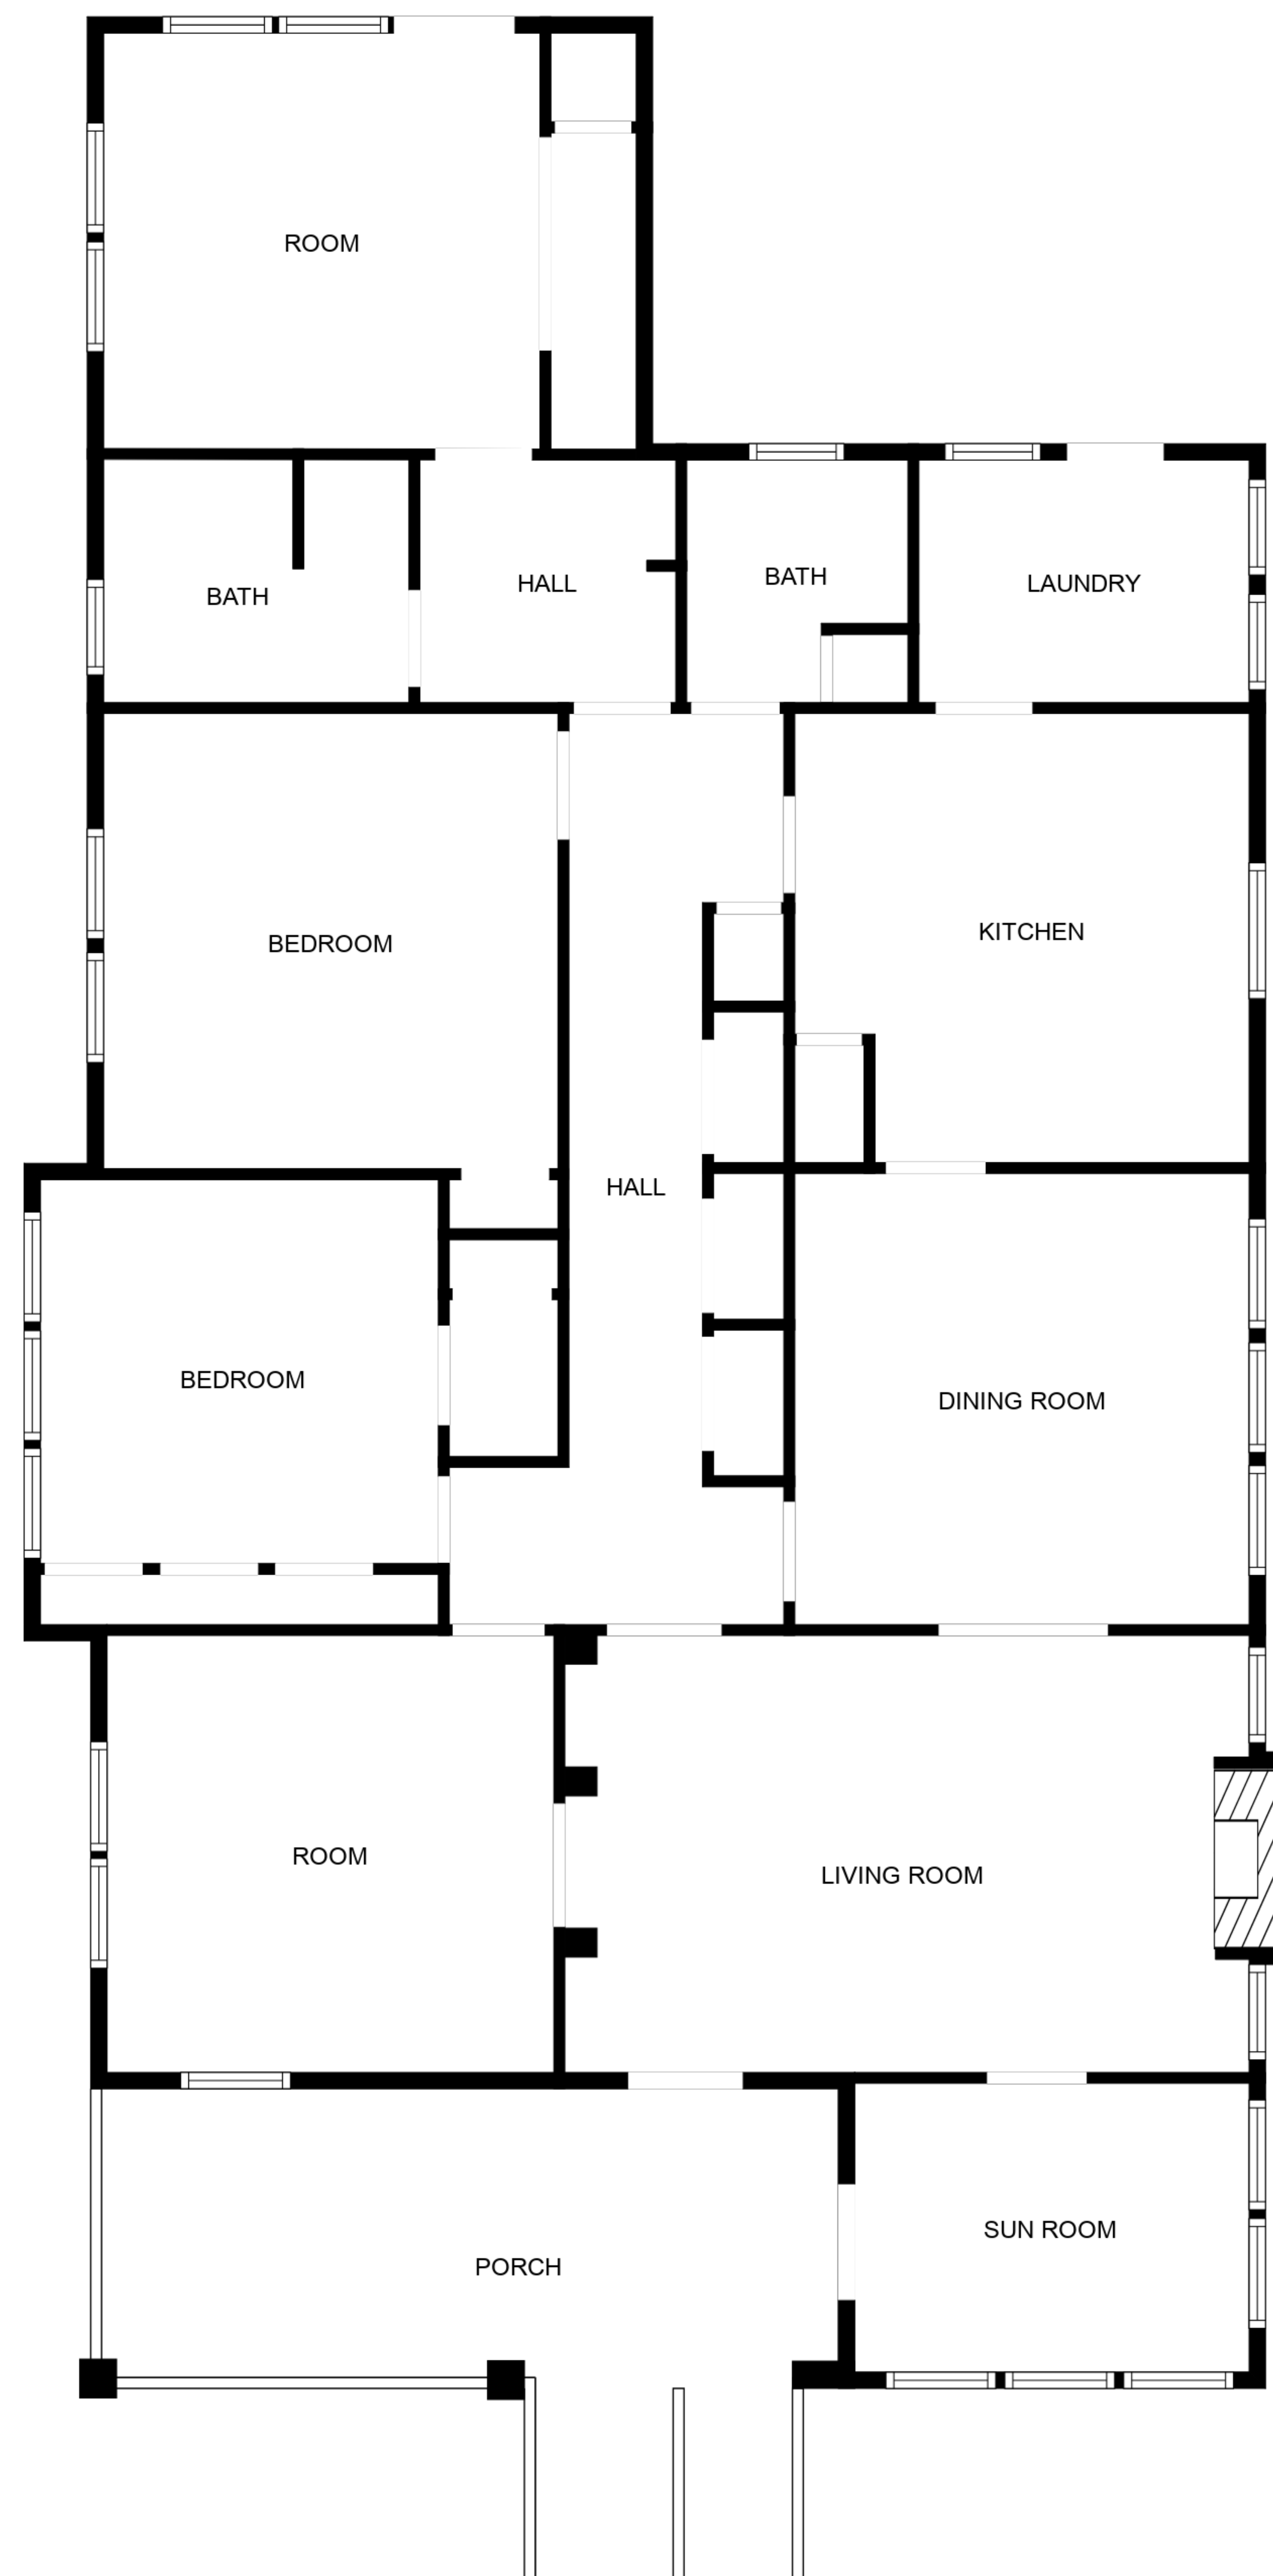 ROOM
BATH
HALL
BATH
LAUNDRY
BEDROOM
KITCHEN
HALL
BEDROOM
DINING ROOM
ROOM
LIVING ROOM
SUN ROOM
PORCH